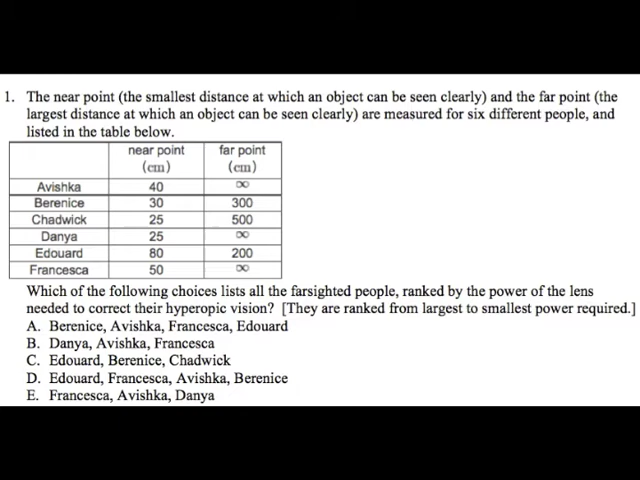 1. The near point (the smallest distance at which an object can be seen clearly) and the far point (the
largest distance at which an object can be seen clearly) are measured for six different people, and
listed in the table below.
near point (cm) far point (cm)
Avishka 40 ∞
Berenice 30 300
Chadwick 25 500
Danya 25 ∞
Edouard 80 200
Francesca 50 ∞
Which of the following choices lists all the farsighted people, ranked by the power of the lens
needed to correct their hyperopic vision? [They are ranked from largest to smallest power required.]
A. Berenice, Avishka, Francesca, Edouard
B. Danya, Avishka, Francesca
C. Edouard, Berenice, Chadwick
D. Edouard, Francesca, Avishka, Berenice
E. Francesca, Avishka, Danya